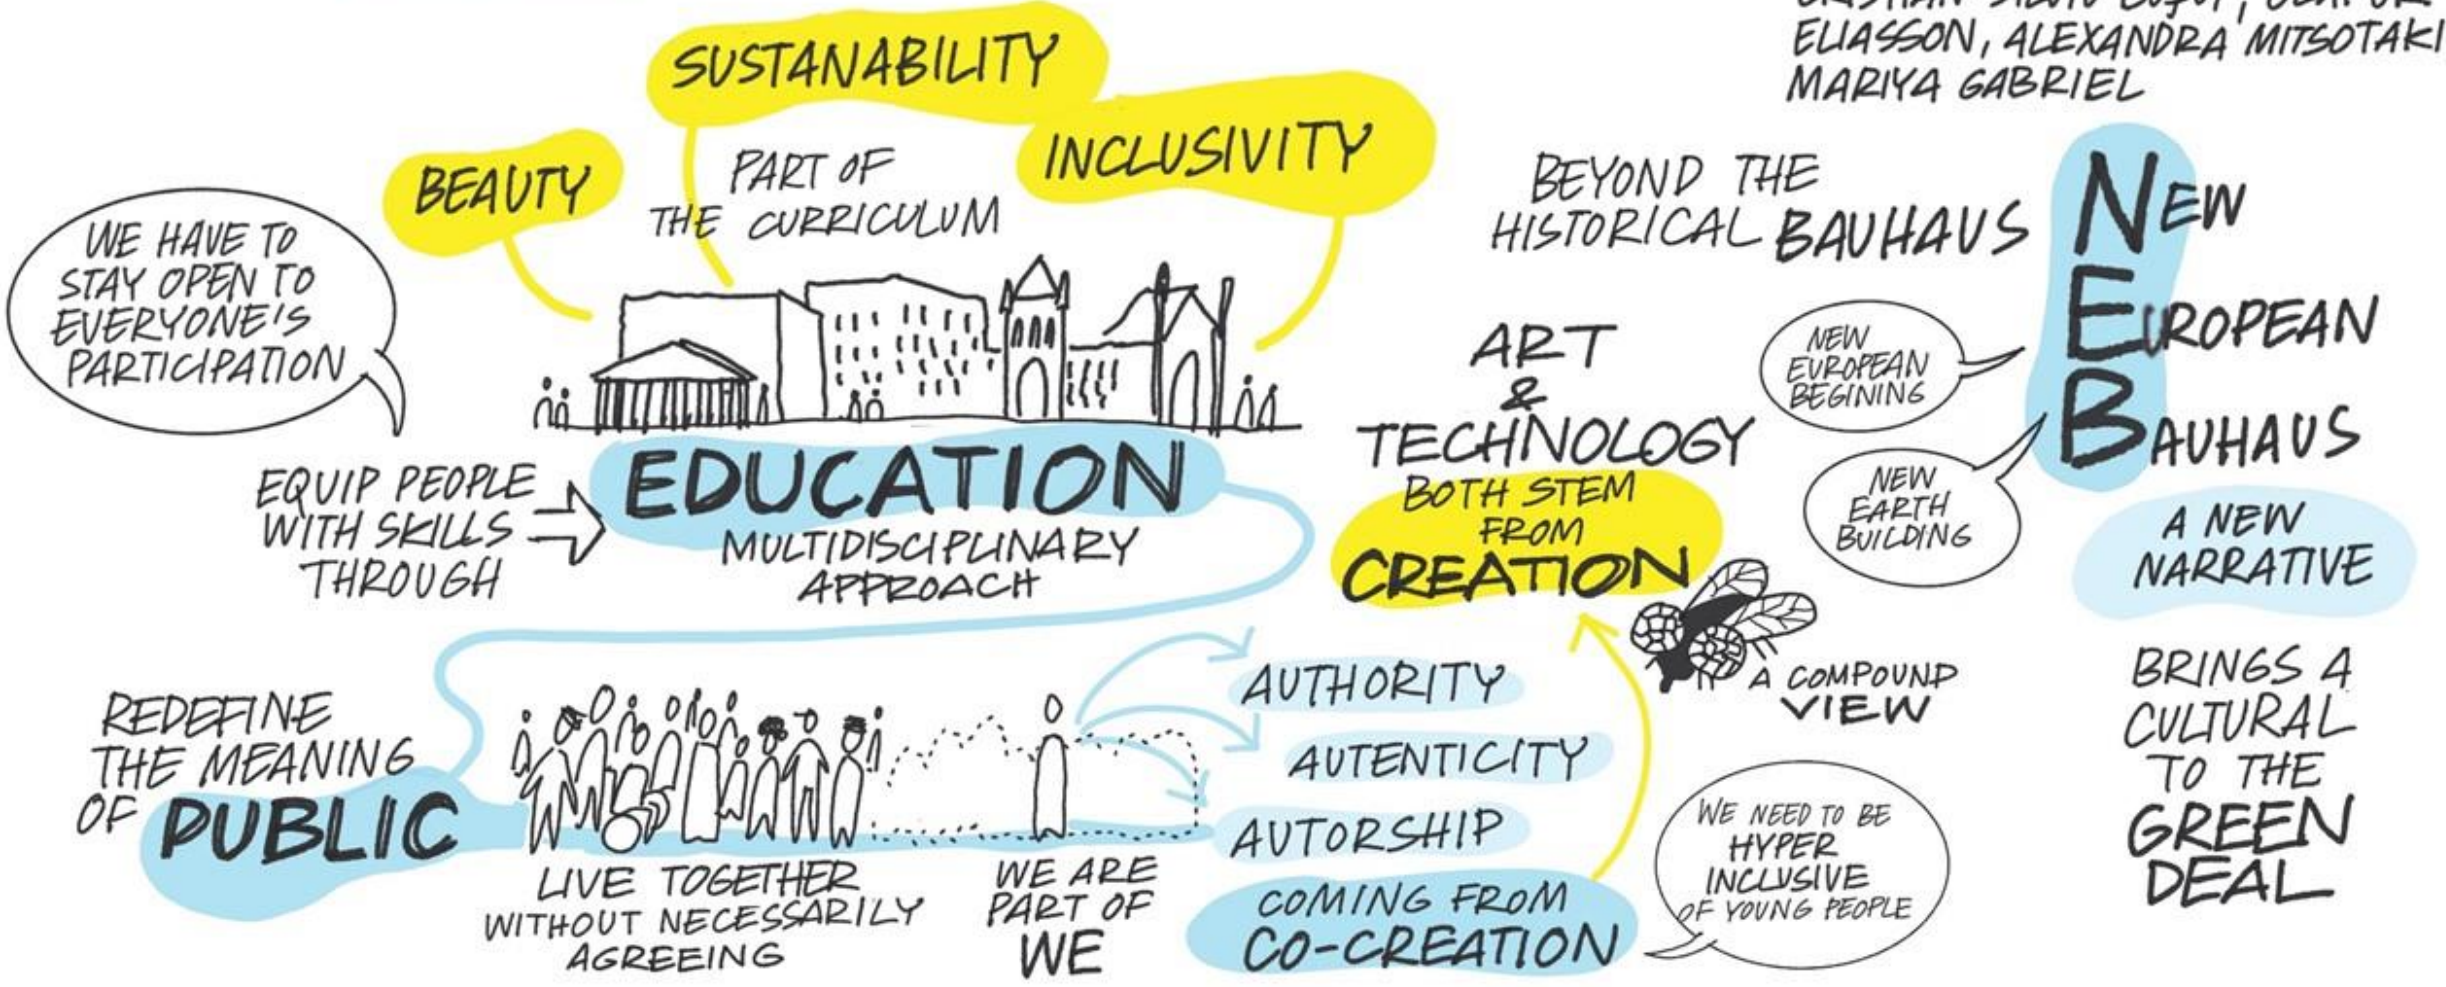 ELIASSON, ALEXANDRA MITSOTAKI
MARIYA GABRIEL
SUSTANABILITY
INCLUSIVITY
BEAUTY
PART OF
THE CURRICULUM
WE HAVE TO
STAY OPEN TO
EVERYONE'S
PARTICIPATION
EQUIP PEOPLE
WITH SKILLS
THROUGH
EDUCATION
MULTIDISCIPLINARY
APPROACH
BEYOND THE
HISTORICAL BAUHAUS
NEW
EUROPEAN
BAUHAUS
NEW
EUROPEAN
BEGINING
NEW
EARTH
BUILDING
A NEW
NARRATIVE
BRINGS A
CULTURAL
TO THE
GREEN
DEAL
ART
&
TECHNOLOGY
BOTH STEM
FROM
CREATION
A COMPOUND
VIEW
REDEFINE
THE MEANING
OF PUBLIC
LIVE TOGETHER
WITHOUT NECESSARILY
AGREEING
WE ARE
PART OF
WE
AUTHORITY
AUTENTICITY
AUTORSHIP
COMING FROM
CO-CREATION
WE NEED TO BE
HYPER
INCLUSIVE
OF YOUNG PEOPLE